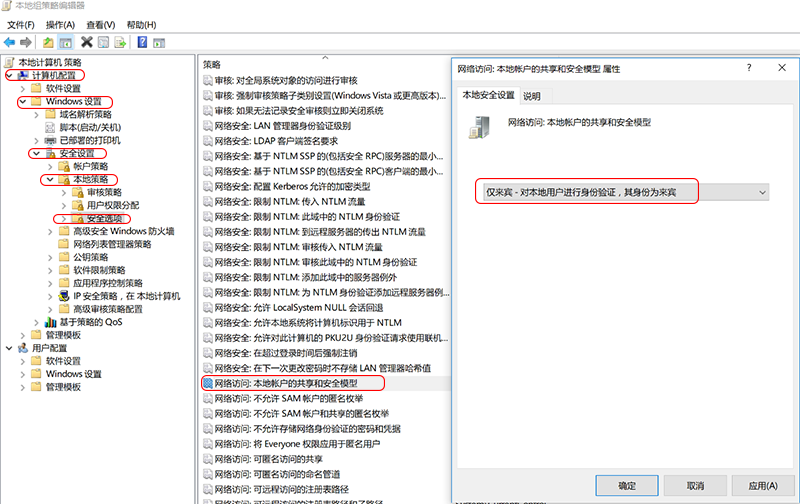 本地组策略编辑器
文件(F) 操作(A) 查看(V) 帮助(H)
本地计算机 策略
计算机配置
软件设置
Windows 设置
域名解析策略
脚本(启动/关机)
已部署的打印机
安全设置
帐户策略
本地策略
审核策略
用户权限分配
安全选项
高级安全 Windows 防火墙
网络列表管理器策略
公钥策略
软件限制策略
应用程序控制策略
IP 安全策略，在 本地计算机
高级审核策略配置
基于策略的 QoS
管理模板
用户配置
软件设置
Windows 设置
管理模板
策略
审核: 对全局系统对象的访问进行审核
审核: 强制审核策略子类别设置(Windows Vista 或更高版本)...
审核: 如果无法记录安全审核则立即关闭系统
网络安全: LAN 管理器身份验证级别
网络安全: LDAP 客户端签名要求
网络安全: 基于 NTLM SSP 的(包括安全 RPC)服务器的最小...
网络安全: 基于 NTLM SSP 的(包括安全 RPC)客户端的最小...
网络安全: 配置 Kerberos 允许的加密类型
网络安全: 限制 NTLM: 传入 NTLM 流量
网络安全: 限制 NTLM: 此域中的 NTLM 身份验证
网络安全: 限制 NTLM: 到远程服务器的传出 NTLM 流量
网络安全: 限制 NTLM: 审核传入 NTLM 流量
网络安全: 限制 NTLM: 审核此域中的 NTLM 身份验证
网络安全: 限制 NTLM: 添加此域中的服务器例外
网络安全: 限制 NTLM: 为 NTLM 身份验证添加远程服务器例...
网络安全: 允许 LocalSystem NULL 会话回退
网络安全: 允许本地系统将计算机标识用于 NTLM
网络安全: 允许对此计算机的 PKU2U 身份验证请求使用联机...
网络安全: 在超过登录时间后强制注销
网络安全: 在下一次更改密码时不存储 LAN 管理器哈希值
网络访问: 本地帐户的共享和安全模型
网络访问: 不允许 SAM 帐户的匿名枚举
网络访问: 不允许 SAM 帐户和共享的匿名枚举
网络访问: 不允许存储网络身份验证的密码和凭据
网络访问: 将 Everyone 权限应用于匿名用户
网络访问: 可匿名访问的共享
网络访问: 可匿名访问的命名管道
网络访问: 可远程访问的注册表路径
网络访问: 可远程访问的注册表路径和子路径
网络访问: 本地帐户的共享和安全模型 属性
本地安全设置 说明
网络访问: 本地帐户的共享和安全模型
仅来宾 - 对本地用户进行身份验证，其身份为来宾
确定 取消 应用(A)